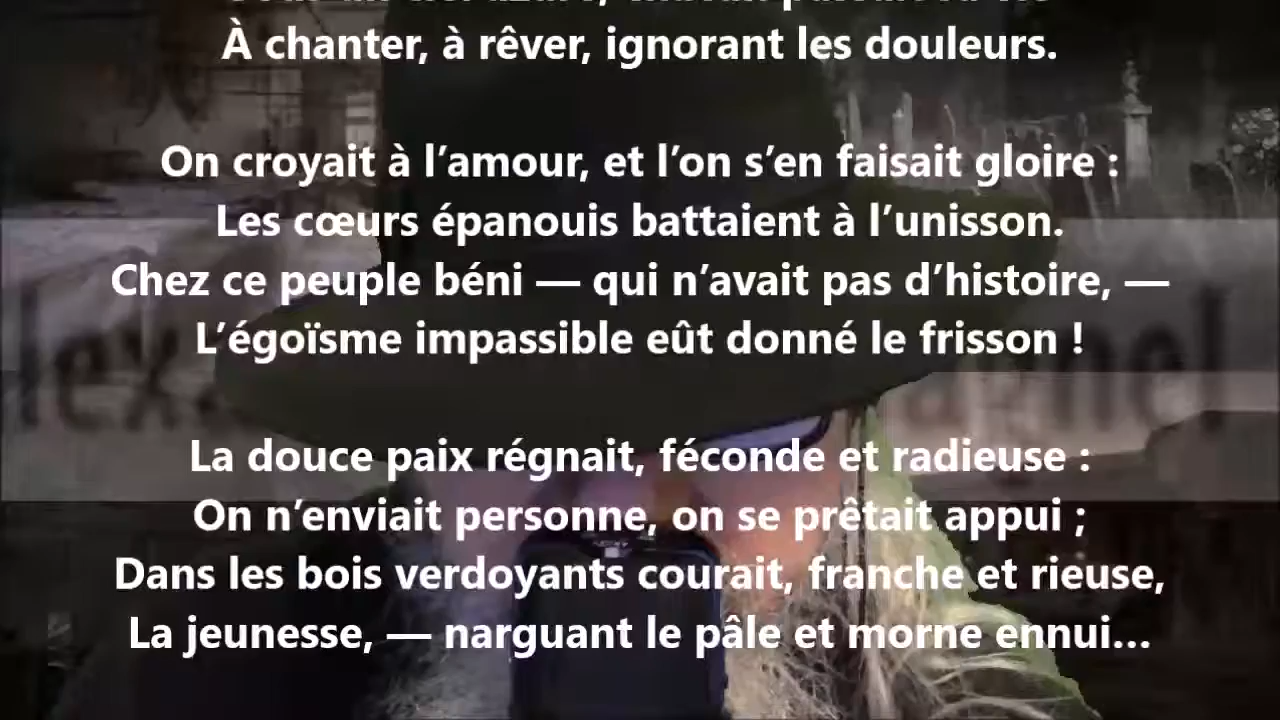 À chanter, à rêver, ignorant les douleurs.
On croyait à l’amour, et l’on s’en faisait gloire :
Les cœurs épanouis battaient à l’unisson.
Chez ce peuple béni — qui n’avait pas d’histoire, —
L’égoïsme impassible eût donné le frisson !
La douce paix régnait, féconde et radieuse :
On n’enviait personne, on se prêtait appui ;
Dans les bois verdoyants courait, franche et rieuse,
La jeunesse, — narguant le pâle et morne ennui…